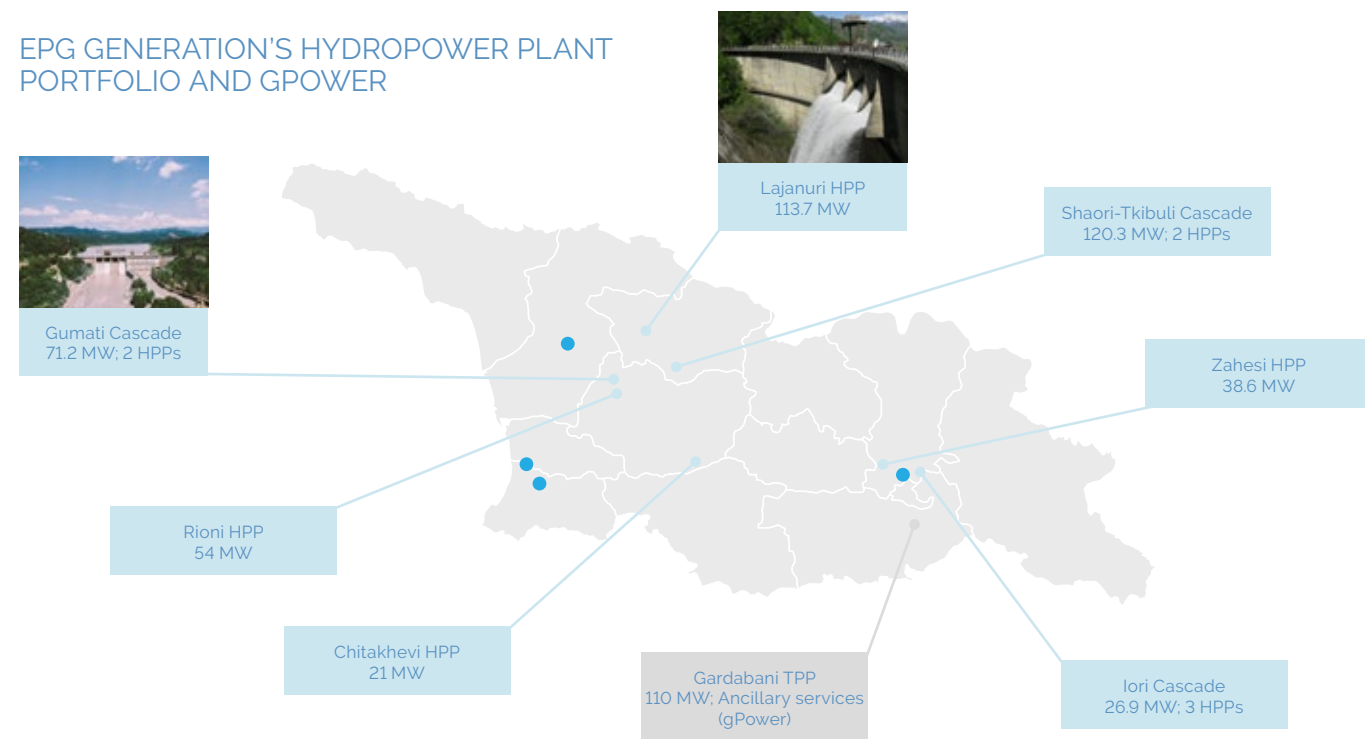 EPG GENERATION'S HYDROPOWER PLANT
PORTFOLIO AND GPOWER
Lajanuri HPP
113.7 MW
Shaori-Tkibuli Cascade
120.3 MW; 2 HPPs
Gumati Cascade
71.2 MW; 2 HPPs
Zahesi HPP
38.6 MW
Rioni HPP
54 MW
Chitakhevi HPP
21 MW
Gardabani TPP
110 MW; Ancillary services
(gPower)
Iori Cascade
26.9 MW; 3 HPPs